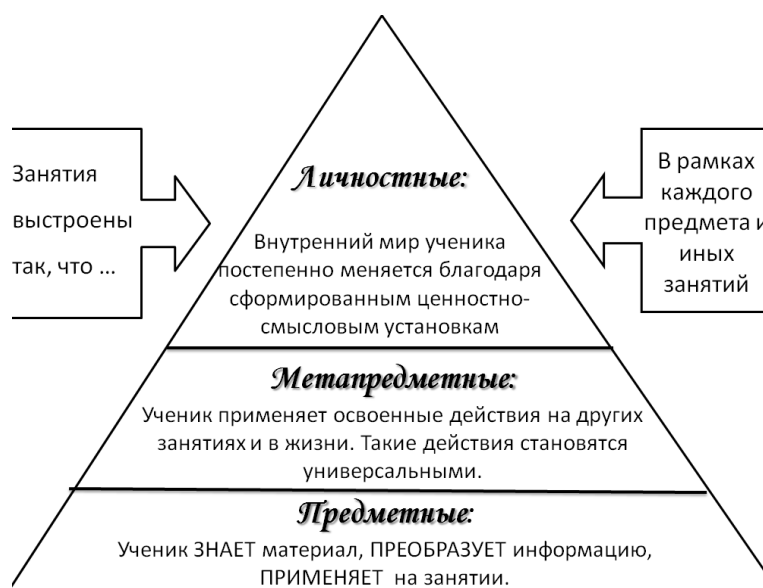 Занятия
выстроены
так, что ...
Личностные:
Внутренний мир ученика
постепенно меняется благодаря
сформированным ценностно-
смысловым установкам
В рамках
каждого
предмета и
иных
занятий
Метапредметные:
Ученик применяет освоенные действия на других
занятиях и в жизни. Такие действия становятся
универсальными.
Предметные:
Ученик ЗНАЕТ материал, ПРЕОБРАЗУЕТ информацию,
ПРИМЕНЯЕТ на занятии.